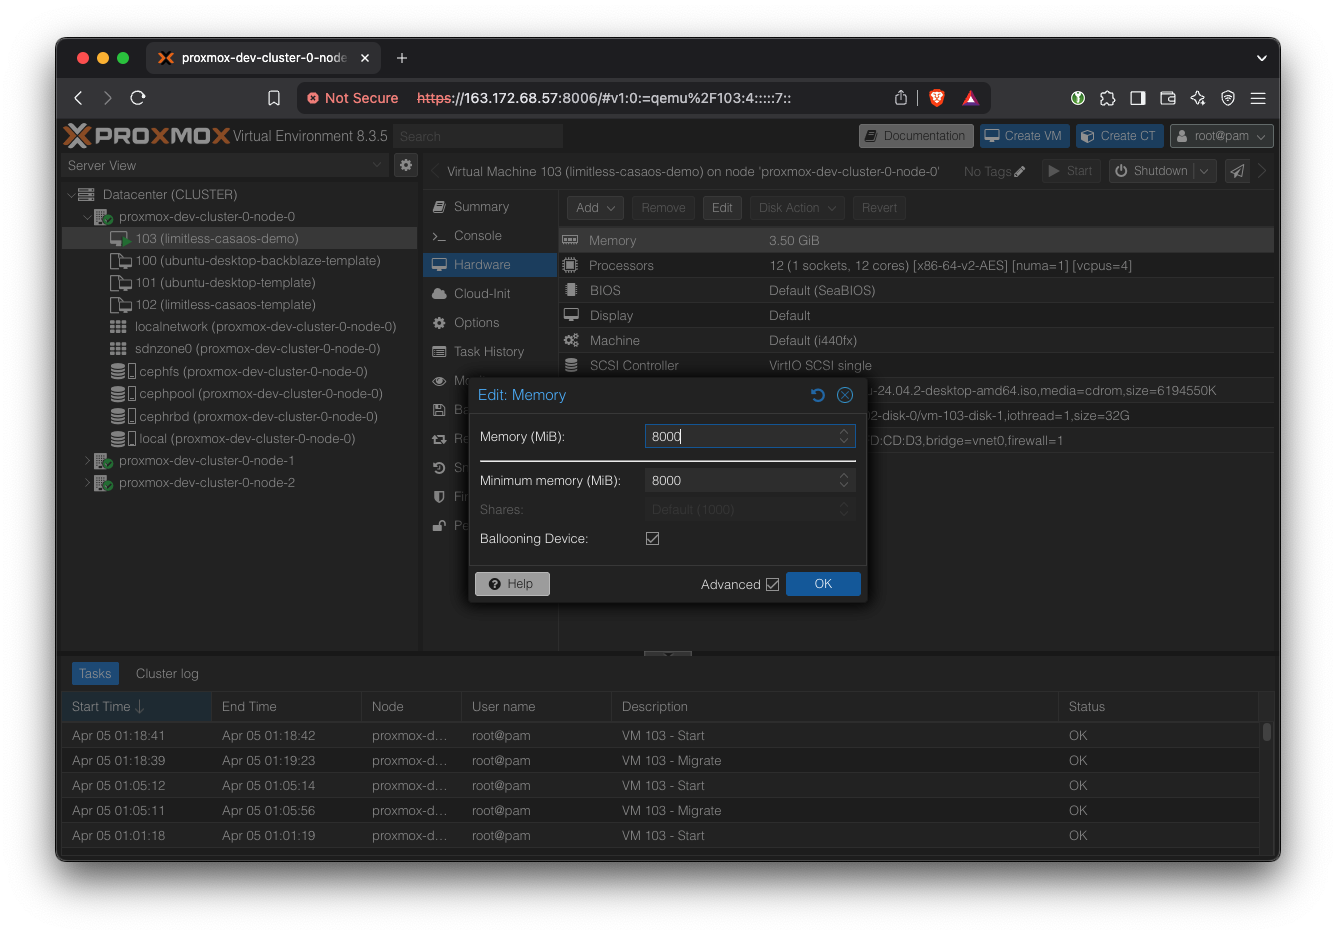 proxmox-dev-cluster-0-node
Not Secure https://163.172.68.57:8006/#v1:0:=qemu%2F103:4:::::7::
PROXMOX Virtual Environment 8.3.5 Search Documentation Create VM Create CT root@pam
Server View
Virtual Machine 103 (limitless-casaos-demo) on node 'proxmox-dev-cluster-0-node-0' No Tags Start Shutdown
Datacenter (CLUSTER)
proxmox-dev-cluster-0-node-0
103 (limitless-casaos-demo)
100 (ubuntu-desktop-backblaze-template)
101 (ubuntu-desktop-template)
102 (limitless-casaos-template)
localnetwork (proxmox-dev-cluster-0-node-0)
sdnzone0 (proxmox-dev-cluster-0-node-0)
cephfs (proxmox-dev-cluster-0-node-0)
cephpool (proxmox-dev-cluster-0-node-0)
cephrbd (proxmox-dev-cluster-0-node-0)
local (proxmox-dev-cluster-0-node-0)
proxmox-dev-cluster-0-node-1
proxmox-dev-cluster-0-node-2
Summary
Console
Hardware
Cloud-Init
Options
Task History
Add Remove Edit Disk Action Revert
Memory 3.50 GiB
Processors 12 (1 sockets, 12 cores) [x86-64-v2-AES] [numa=1] [vcpus=4]
BIOS Default (SeaBIOS)
Display Default
Machine Default (i440fx)
SCSI Controller VirtIO SCSI single
-24.04.2-desktop-amd64.iso,media=cdrom,size=6194550K
2-disk-0/vm-103-disk-1,iothread=1,size=32G
:CD:D3,bridge=vnet0,firewall=1
Edit: Memory
Memory (MiB): 8000
Minimum memory (MiB): 8000
Shares: Default (1000)
Ballooning Device:
Help Advanced OK
Tasks Cluster log
Start Time End Time Node User name Description Status
Apr 05 01:18:41 Apr 05 01:18:42 proxmox-d... root@pam VM 103 - Start OK
Apr 05 01:18:39 Apr 05 01:19:23 proxmox-d... root@pam VM 103 - Migrate OK
Apr 05 01:05:12 Apr 05 01:05:14 proxmox-d... root@pam VM 103 - Start OK
Apr 05 01:05:11 Apr 05 01:05:56 proxmox-d... root@pam VM 103 - Migrate OK
Apr 05 01:01:18 Apr 05 01:01:19 proxmox-d... root@pam VM 103 - Start OK